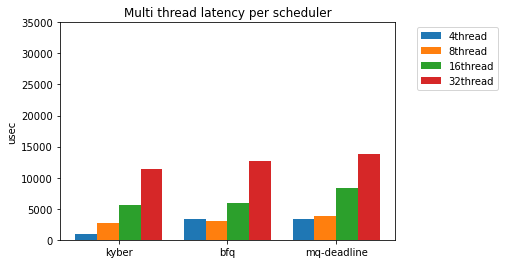 Multi thread latency per scheduler
35000
30000
25000
20000
15000
10000
5000
0
usec
kyber
bfq
mq-deadline
4thread
8thread
16thread
32thread